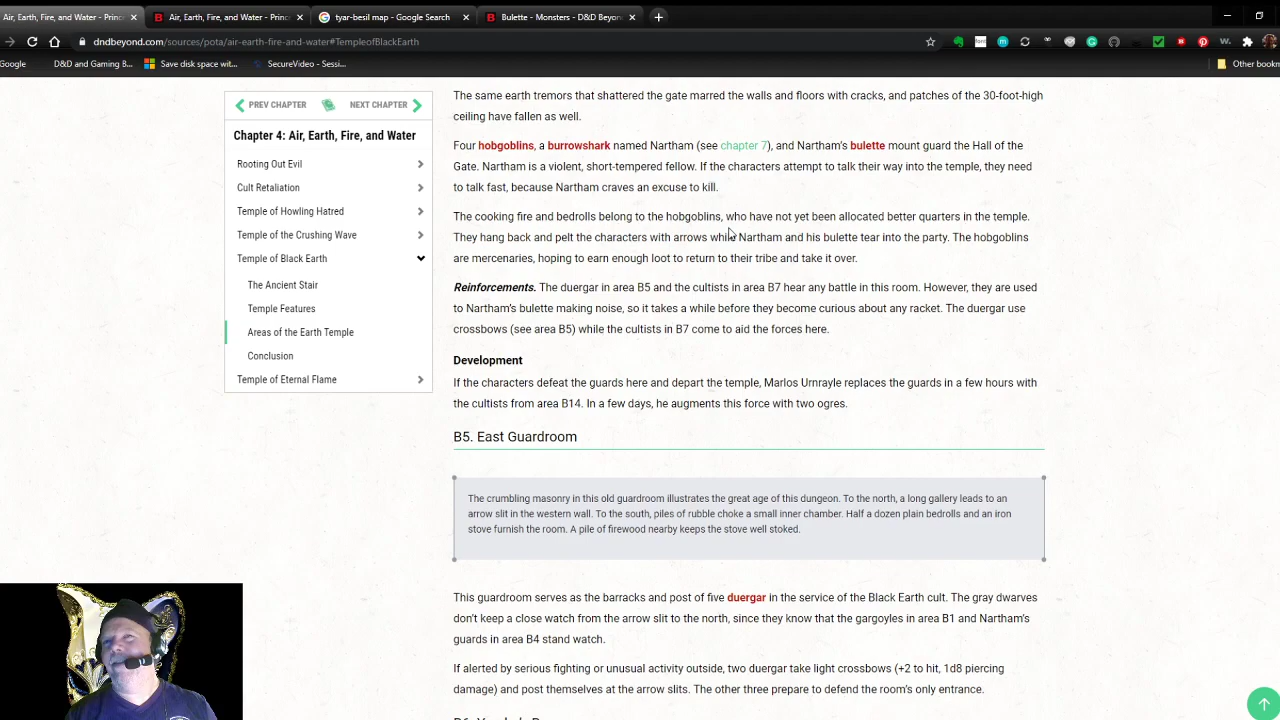 Air, Earth, Fire, and Water - Princ
Air, Earth, Fire, and Water - Prince
tyar-besil map - Google Search
Bulette - Monsters - D&D Beyon
dndbeyond.com/sources/pota/air-earth-fire-and-water#TempleofBlackEarth
Google
D&D and Gaming B...
Save disk space wit...
SecureVideo - Sessi...
Other bookm
PREV CHAPTER
NEXT CHAPTER
Chapter 4: Air, Earth, Fire, and Water
Rooting Out Evil
Cult Retaliation
Temple of Howling Hatred
Temple of the Crushing Wave
Temple of Black Earth
The Ancient Stair
Temple Features
Areas of the Earth Temple
Conclusion
Temple of Eternal Flame
The same earth tremors that shattered the gate marred the walls and floors with cracks, and patches of the 30-foot-high
ceiling have fallen as well.
Four hobgoblins, a burrowshark named Nartham (see chapter 7), and Nartham's bulette mount guard the Hall of the
Gate. Nartham is a violent, short-tempered fellow. If the characters attempt to talk their way into the temple, they need
to talk fast, because Nartham craves an excuse to kill.
The cooking fire and bedrolls belong to the hobgoblins, who have not yet been allocated better quarters in the temple.
They hang back and pelt the characters with arrows while Nartham and his bulette tear into the party. The hobgoblins
are mercenaries, hoping to earn enough loot to return to their tribe and take it over.
Reinforcements. The duergar in area B5 and the cultists in area B7 hear any battle in this room. However, they are used
to Nartham's bulette making noise, so it takes a while before they become curious about any racket. The duergar use
crossbows (see area B5) while the cultists in B7 come to aid the forces here.
Development
If the characters defeat the guards here and depart the temple, Marlos Urnrayle replaces the guards in a few hours with
the cultists from area B14. In a few days, he augments this force with two ogres.
B5. East Guardroom
The crumbling masonry in this old guardroom illustrates the great age of this dungeon. To the north, a long gallery leads to an
arrow slit in the western wall. To the south, piles of rubble choke a small inner chamber. Half a dozen plain bedrolls and an iron
stove furnish the room. A pile of firewood nearby keeps the stove well stoked.
This guardroom serves as the barracks and post of five duergar in the service of the Black Earth cult. The gray dwarves
don't keep a close watch from the arrow slit to the north, since they know that the gargoyles in area B1 and Nartham's
guards in area B4 stand watch.
If alerted by serious fighting or unusual activity outside, two duergar take light crossbows (+2 to hit, 1d8 piercing
damage) and post themselves at the arrow slits. The other three prepare to defend the room's only entrance.